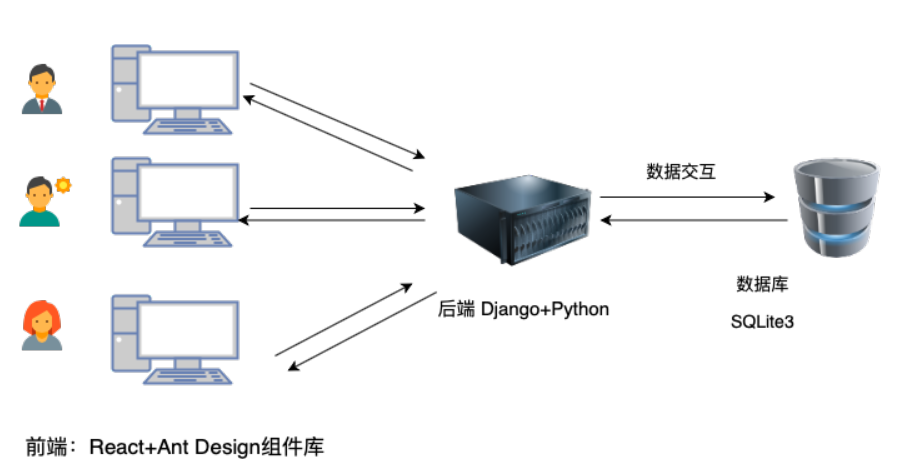 数据交互
数据库
后端 Django+Python
SQLite3
前端：React+Ant Design组件库